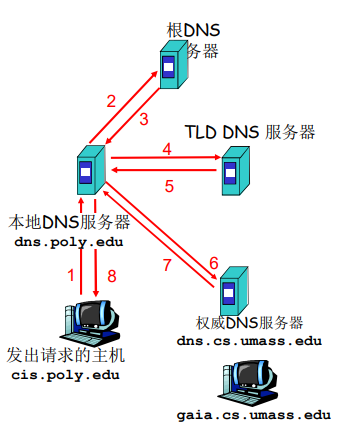 根DNS
务器
2
3
TLD DNS 服务器
4
5
本地DNS服务器
dns.poly.edu
6
7
1
8
权威DNS服务器
dns.cs.umass.edu
发出请求的主机
cis.poly.edu
gaia.cs.umass.edu